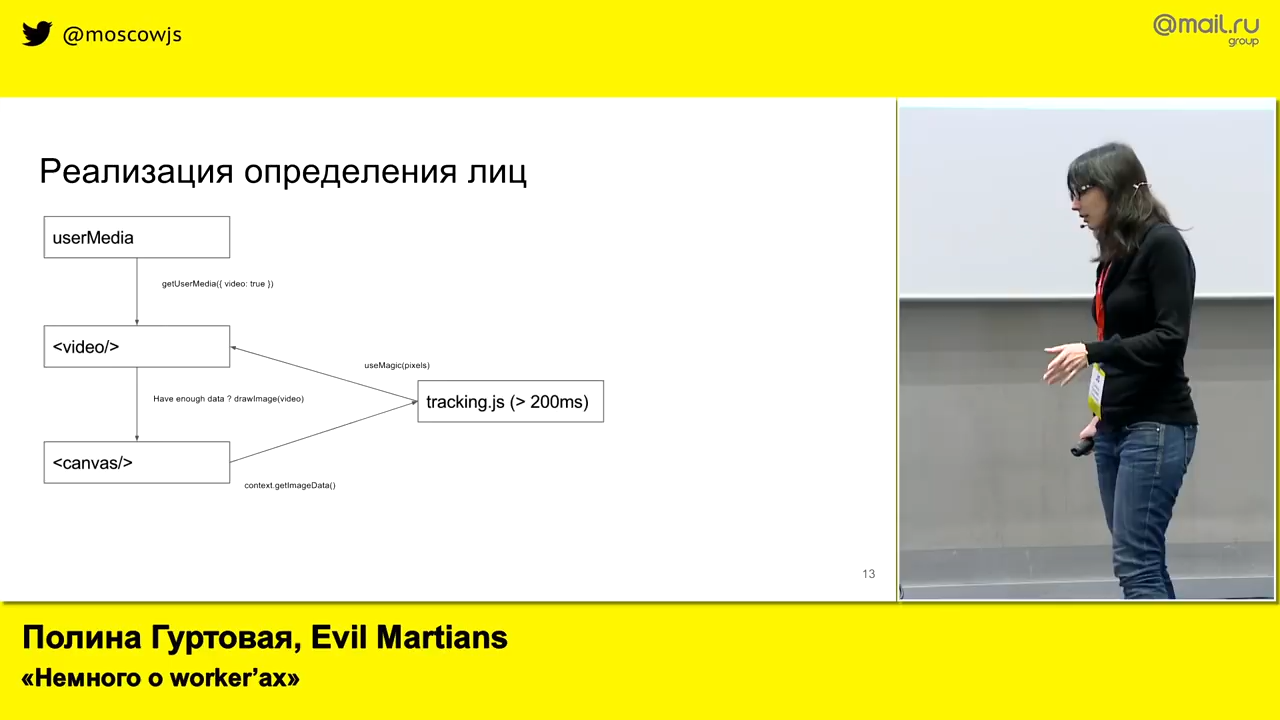 @moscowjs
@mail.ru
group
Реализация определения лиц
userMedia
getUserMedia({ video: true })
<video/>
useMagic(pixels)
Have enough data ? drawImage(video)
tracking.js (> 200ms)
<canvas/>
context.getImageData()
13
Полина Гуртовая, Evil Martians
«Немного о worker’ах»